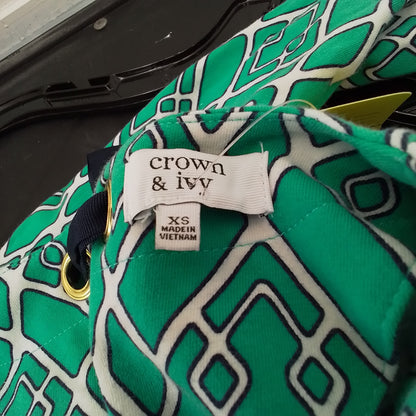 crown
& ivy
XS
MADE IN
VIETNAM